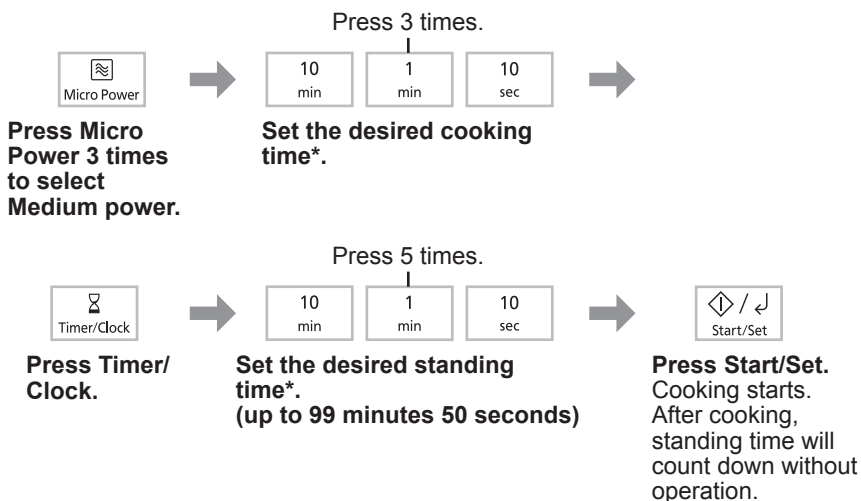 Press 3 times.
Micro Power
10
min
1
min
10
sec
Press Micro
Power 3 times
to select
Medium power.
Set the desired cooking
time*.
Press 5 times.
Timer/Clock
10
min
1
min
10
sec
Start/Set
Press Timer/
Clock.
Set the desired standing
time*.
(up to 99 minutes 50 seconds)
Press Start/Set.
Cooking starts.
After cooking,
standing time will
count down without
operation.